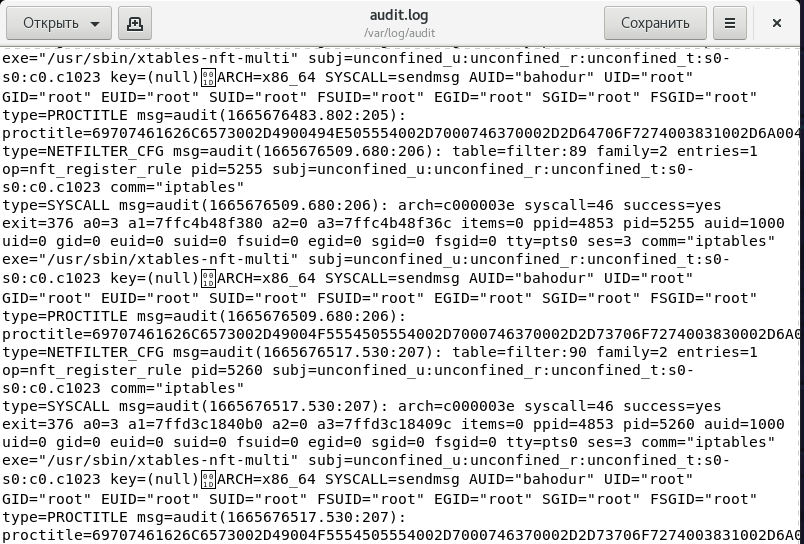 Открыть
audit.log
/var/log/audit
Сохранить
exe="/usr/sbin/xtables-nft-multi" subj=unconfined_u:unconfined_r:unconfined_t:s0-
s0:c0.c1023 key=(null)ARCH=x86_64 SYSCALL=sendmsg AUID="bahodur" UID="root"
GID="root" EUID="root" SUID="root" FSUID="root" EGID="root" SGID="root" FSGID="root"
type=PROCTITLE msg=audit(1665676483.802:205):
proctitle=69707461626C6573002D4900494E505554002D7000746370002D2D64706F7274003831002D6A004
type=NETFILTER_CFG msg=audit(1665676509.680:206): table=filter:89 family=2 entries=1
op=nft_register_rule pid=5255 subj=unconfined_u:unconfined_r:unconfined_t:s0-
s0:c0.c1023 comm="iptables"
type=SYSCALL msg=audit(1665676509.680:206): arch=c000003e syscall=46 success=yes
exit=376 a0=3 a1=7ffc4b48f380 a2=0 a3=7ffc4b48f36c items=0 ppid=4853 pid=5255 auid=1000
uid=0 gid=0 euid=0 suid=0 fsuid=0 egid=0 sgid=0 fsgid=0 tty=pts0 ses=3 comm="iptables"
exe="/usr/sbin/xtables-nft-multi" subj=unconfined_u:unconfined_r:unconfined_t:s0-
s0:c0.c1023 key=(null)ARCH=x86_64 SYSCALL=sendmsg AUID="bahodur" UID="root"
GID="root" EUID="root" SUID="root" FSUID="root" EGID="root" SGID="root" FSGID="root"
type=PROCTITLE msg=audit(1665676509.680:206):
proctitle=69707461626C6573002D49004F5554505554002D7000746370002D2D73706F7274003830002D6A0
type=NETFILTER_CFG msg=audit(1665676517.530:207): table=filter:90 family=2 entries=1
op=nft_register_rule pid=5260 subj=unconfined_u:unconfined_r:unconfined_t:s0-
s0:c0.c1023 comm="iptables"
type=SYSCALL msg=audit(1665676517.530:207): arch=c000003e syscall=46 success=yes
exit=376 a0=3 a1=7ffd3c1840b0 a2=0 a3=7ffd3c18409c items=0 ppid=4853 pid=5260 auid=1000
uid=0 gid=0 euid=0 suid=0 fsuid=0 egid=0 sgid=0 fsgid=0 tty=pts0 ses=3 comm="iptables"
exe="/usr/sbin/xtables-nft-multi" subj=unconfined_u:unconfined_r:unconfined_t:s0-
s0:c0.c1023 key=(null)ARCH=x86_64 SYSCALL=sendmsg AUID="bahodur" UID="root"
GID="root" EUID="root" SUID="root" FSUID="root" EGID="root" SGID="root" FSGID="root"
type=PROCTITLE msg=audit(1665676517.530:207):
proctitle=69707461626C6573002D49004F5554505554002D7000746370002D2D73706F7274003831002D6A0